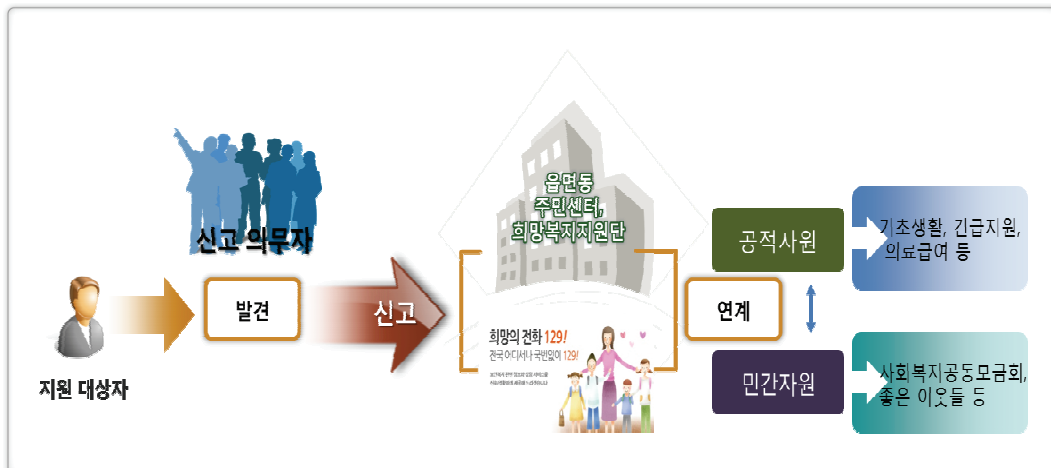 신고 의무자
지원 대상자
발견
신고
읍면동
주민센터,
희망복지지원단
희망의 전화 129!
전국 어디서나 국번없이 129!
연계
공적사원
기초생활, 긴급지원,
의료급여 등
민간자원
사회복지공동모금회,
좋은 이웃들 등